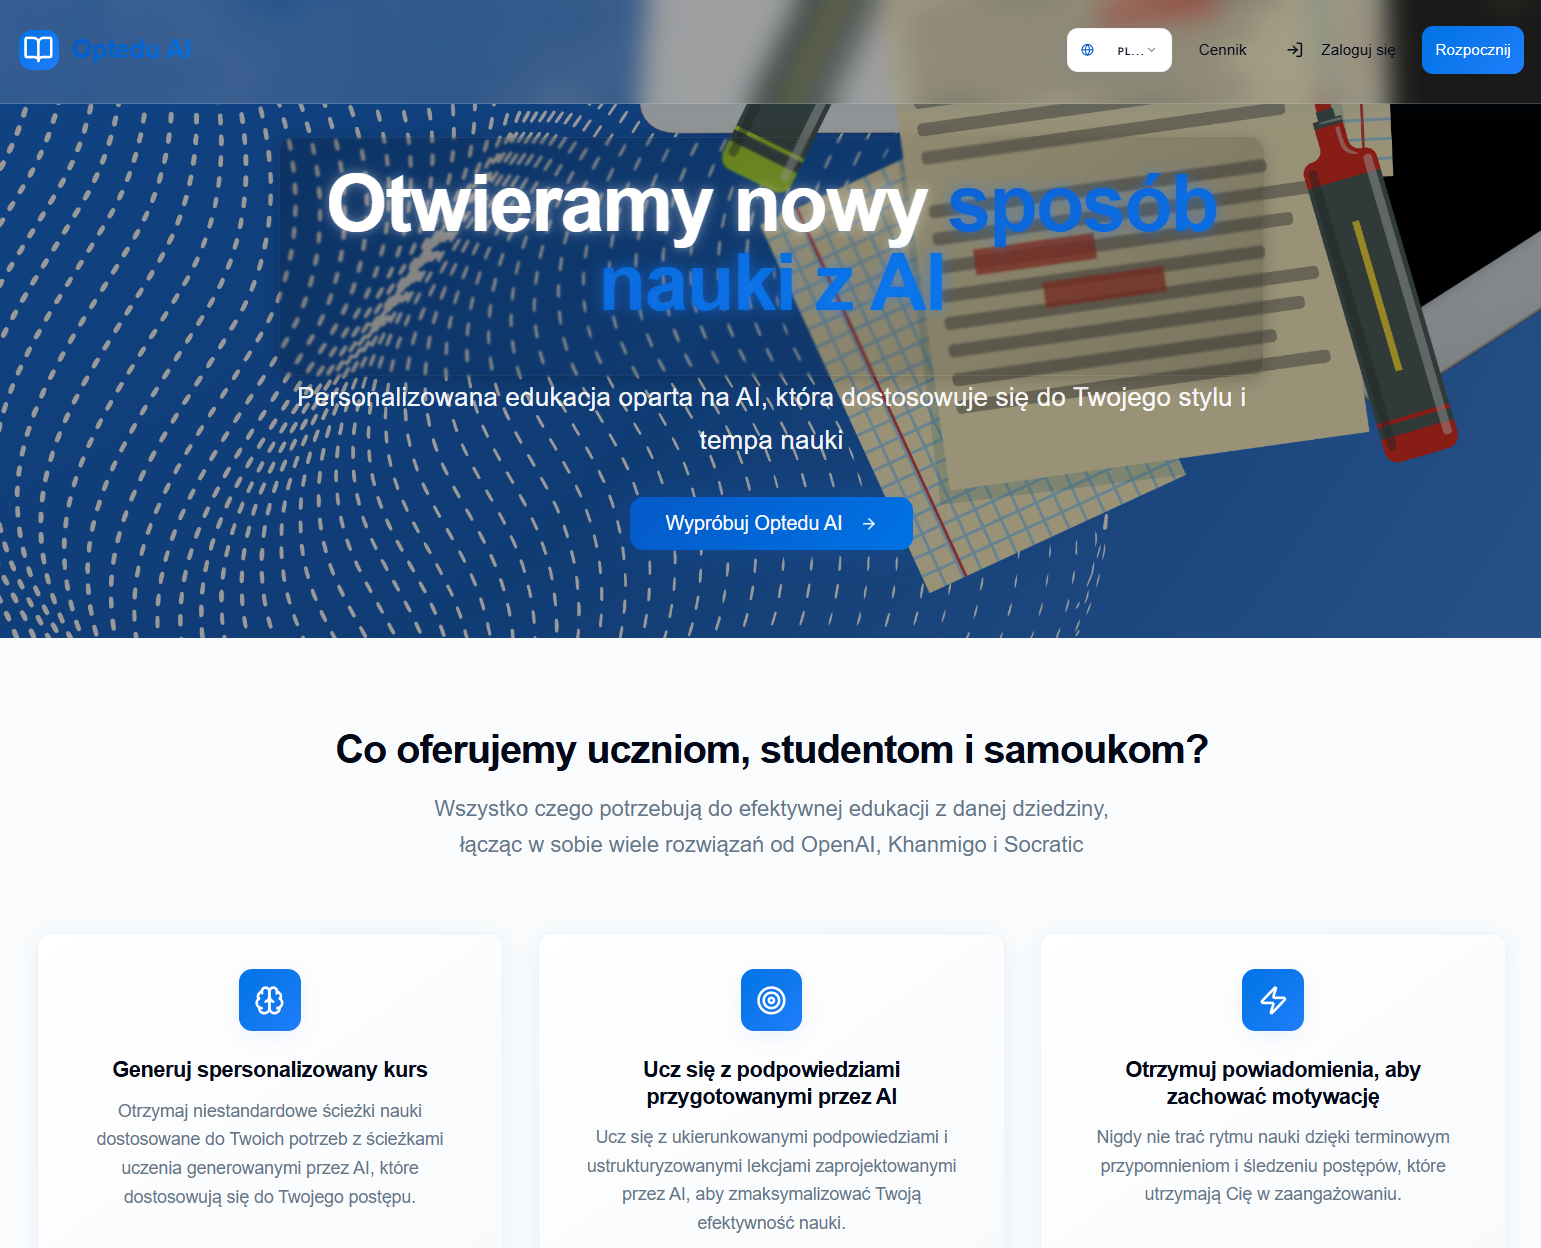 Optedu AI
PL...
Cennik
Zaloguj się
Rozpocznij
Otwieramy nowy sposób
nauki z AI
Personalizowana edukacja oparta na AI, która dostosowuje się do Twojego stylu i
tempa nauki
Wypróbuj Optedu AI
Co oferujemy uczniom, studentom i samoukom?
Wszystko czego potrzebują do efektywnej edukacji z danej dziedziny,
łącząc w sobie wiele rozwiązań od OpenAI, Khanmigo i Socratic
Generuj spersonalizowany kurs
Otrzymaj niestandardowe ścieżki nauki
dostosowane do Twoich potrzeb z ścieżkami
uczenia generowanymi przez AI, które
dostosowują się do Twojego postępu.
Ucz się z podpowiedziami
przygotowanymi przez AI
Ucz się z ukierunkowanymi podpowiedziami i
ustrukturyzowanymi lekcjami zaprojektowanymi
przez AI, aby zmaksymalizować Twoją
efektywność nauki.
Otrzymuj powiadomienia, aby
zachować motywację
Nigdy nie trać rytmu nauki dzięki terminowym
przypomnieniom i śledzeniu postępów, które
utrzymają Cię w zaangażowaniu.